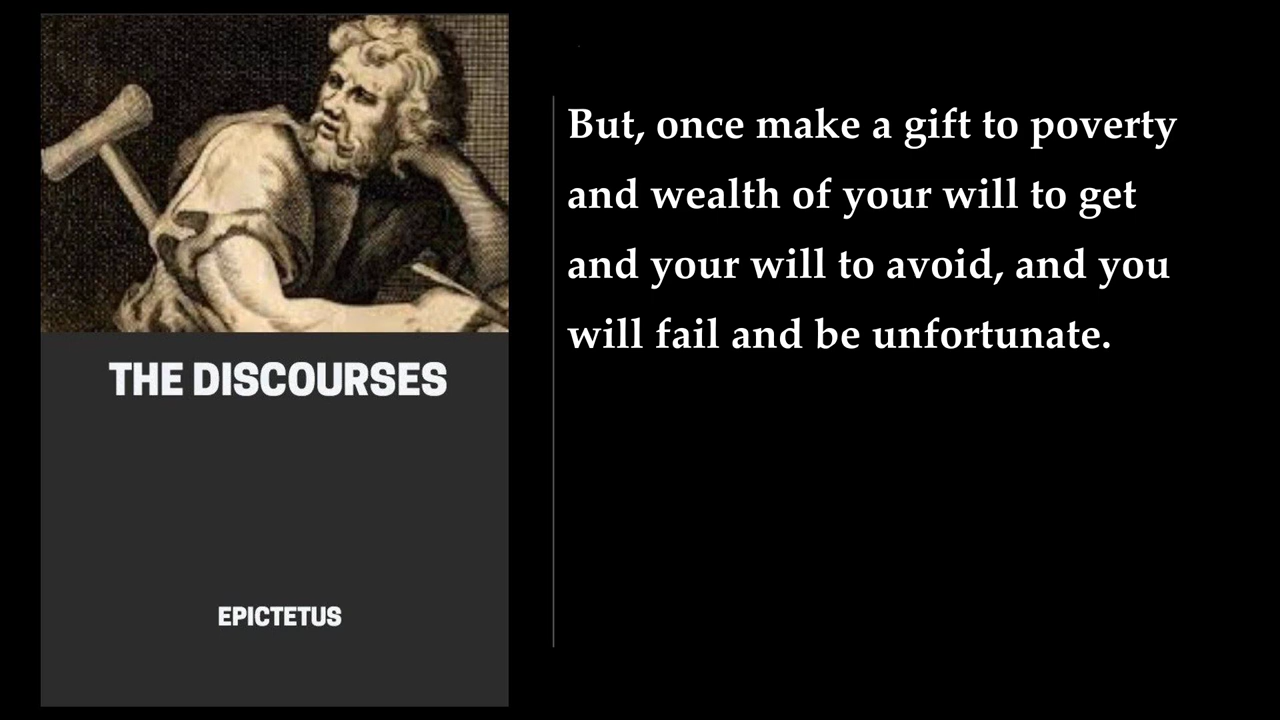 THE DISCOURSES
EPICTETUS
But, once make a gift to poverty
and wealth of your will to get
and your will to avoid, and you
will fail and be unfortunate.